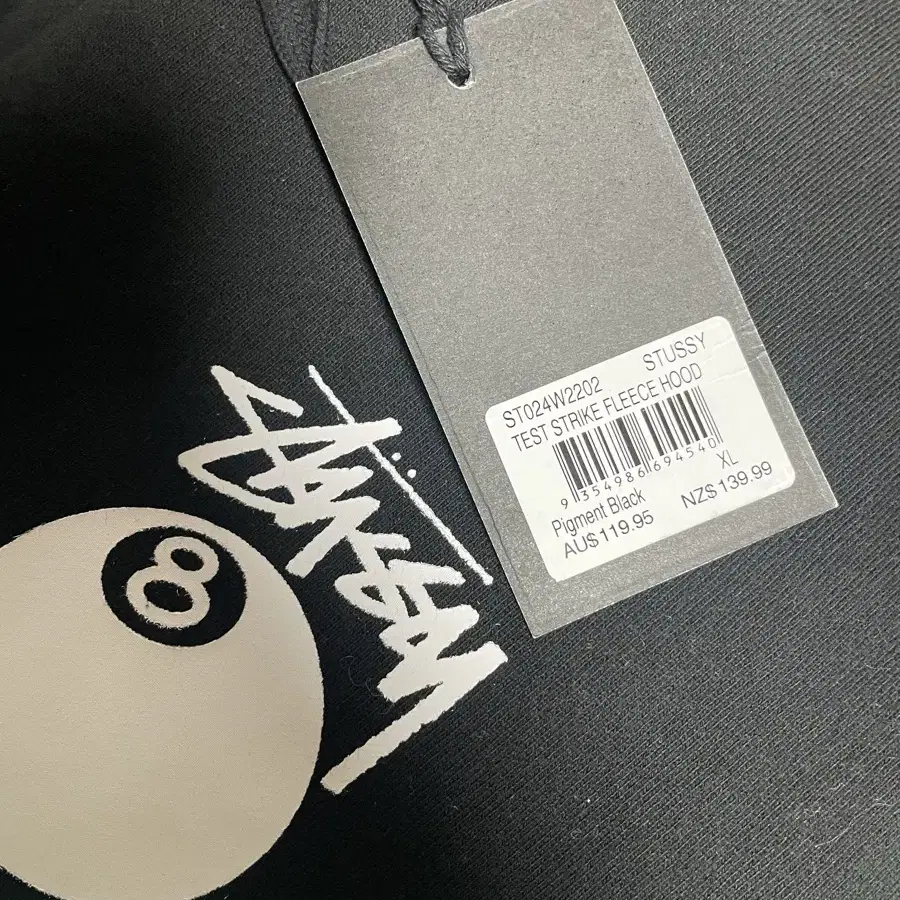 ST024W2202 STUSSY
TEST STRIKE FLEECE HOOD
9 354986 694540
Pigment Black XL
AU$119.95 NZ$ 139.99
Stüssy
8